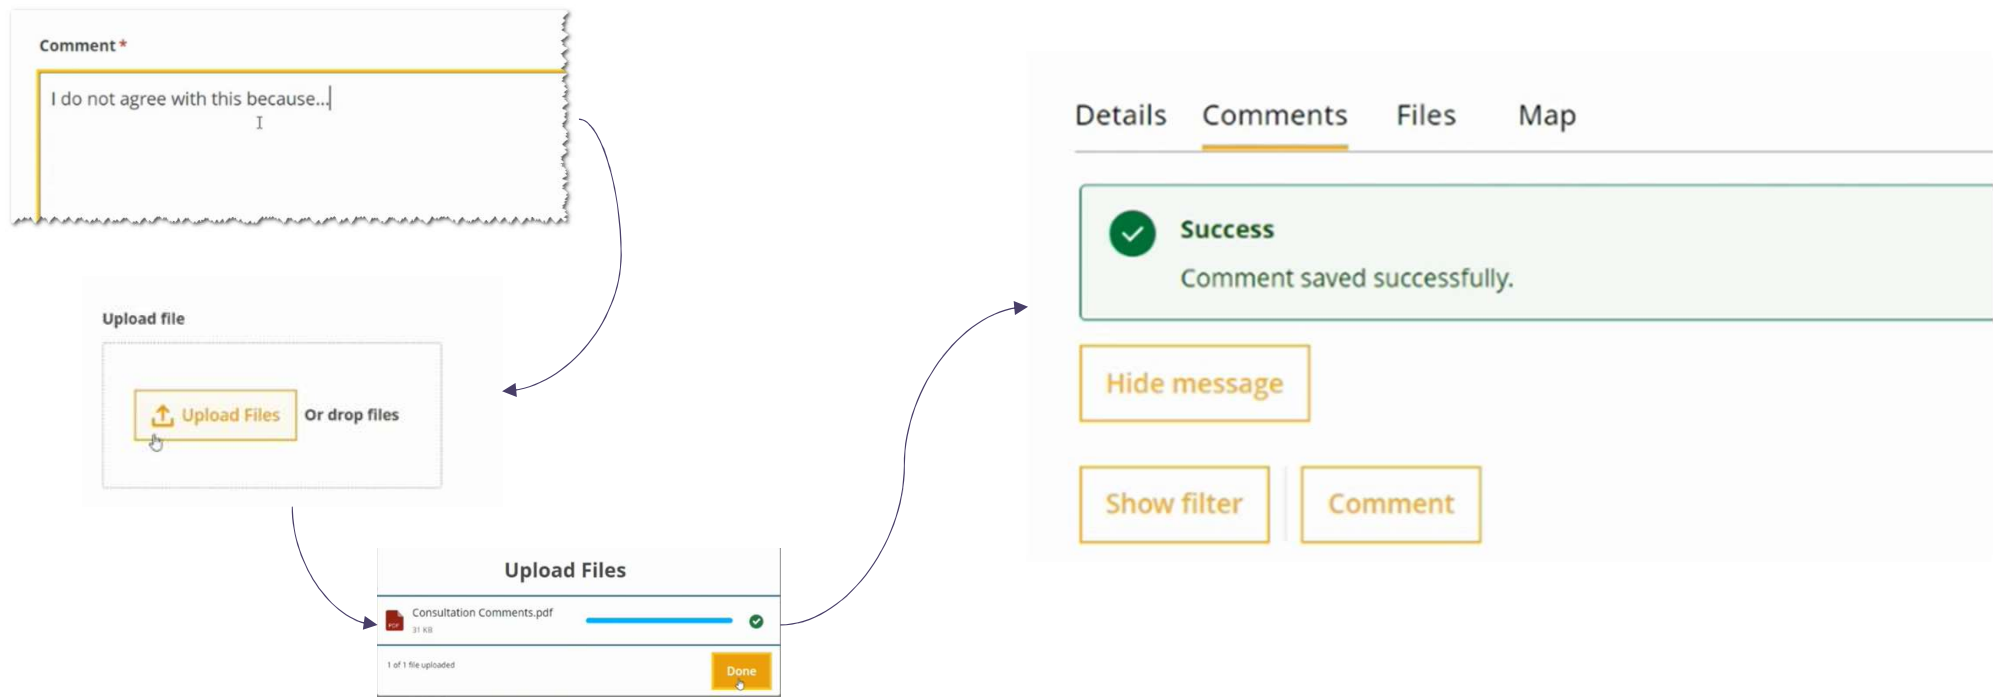 Comment *
I do not agree with this because...
Upload file
Upload Files Or drop files
Upload Files
PDF Consultation Comments.pdf
31 KB
1 of 1 file uploaded
Done
Details Comments Files Map
Success
Comment saved successfully.
Hide message
Show filter Comment